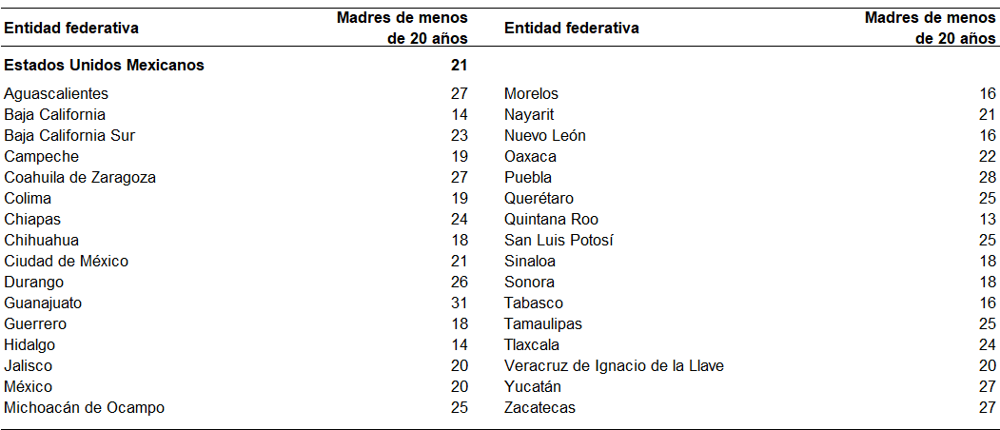 Entidad federativa Madres de menos de 20 años Entidad federativa Madres de menos de 20 años
Estados Unidos Mexicanos 21
Aguascalientes 27 Morelos 16
Baja California 14 Nayarit 21
Baja California Sur 23 Nuevo León 16
Campeche 19 Oaxaca 22
Coahuila de Zaragoza 27 Puebla 28
Colima 19 Querétaro 25
Chiapas 24 Quintana Roo 13
Chihuahua 18 San Luis Potosí 25
Ciudad de México 21 Sinaloa 18
Durango 26 Sonora 18
Guanajuato 31 Tabasco 16
Guerrero 18 Tamaulipas 25
Hidalgo 14 Tlaxcala 24
Jalisco 20 Veracruz de Ignacio de la Llave 20
México 20 Yucatán 27
Michoacán de Ocampo 25 Zacatecas 27